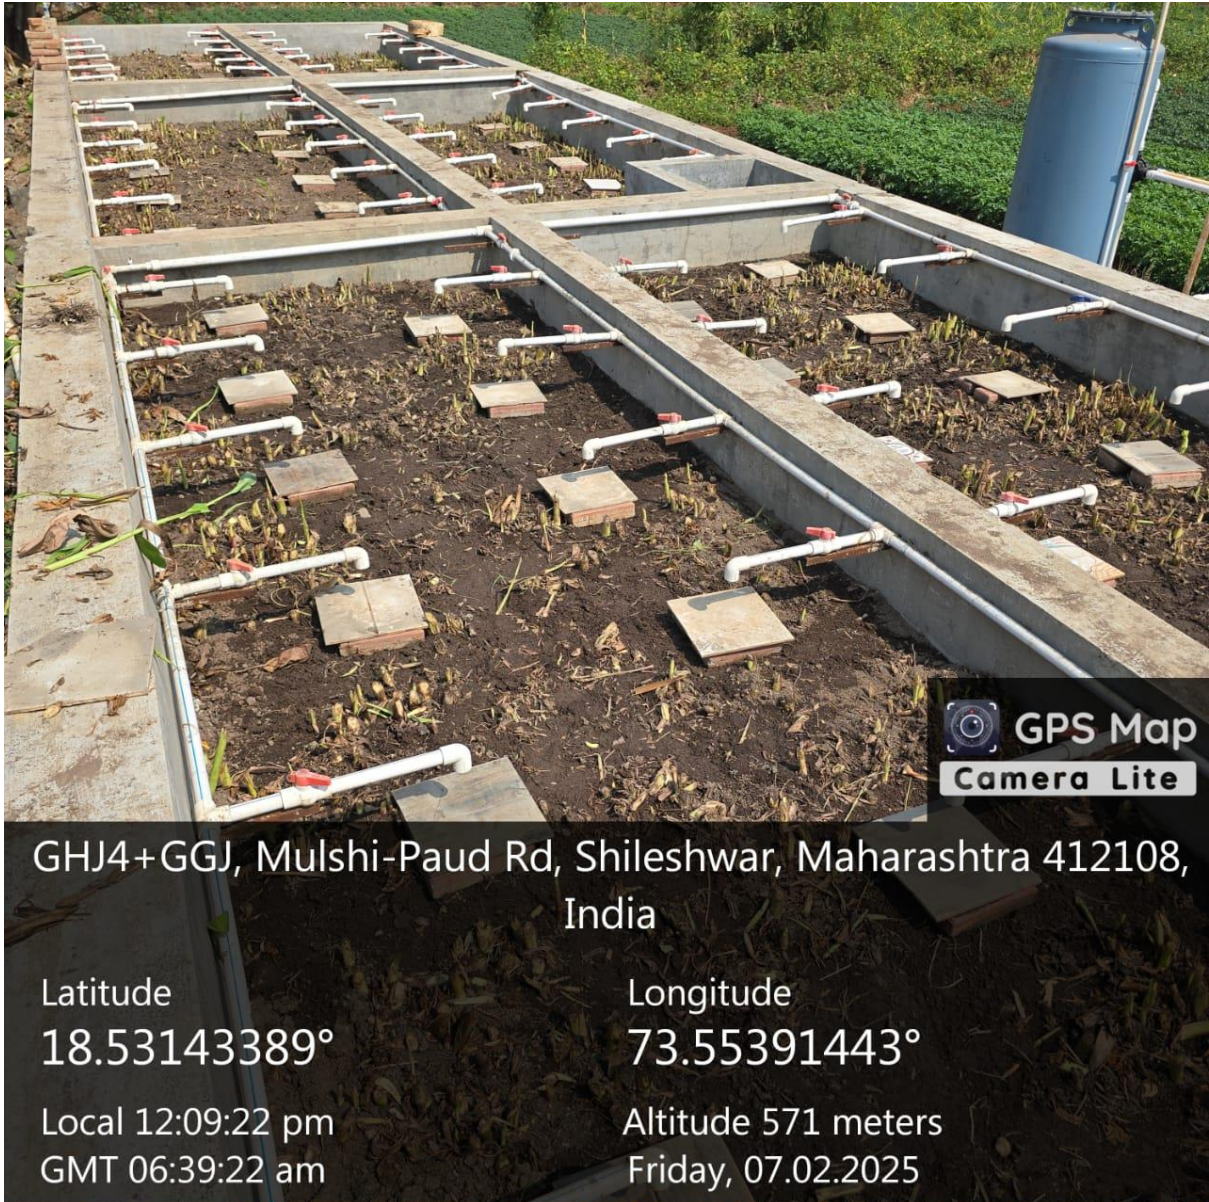 GPS Map
Camera Lite
GHJ4+GGJ, Mulshi-Paud Rd, Shileshwar, Maharashtra 412108,
India
Latitude
18.53143389°
Longitude
73.55391443°
Local 12:09:22 pm
GMT 06:39:22 am
Altitude 571 meters
Friday, 07.02.2025